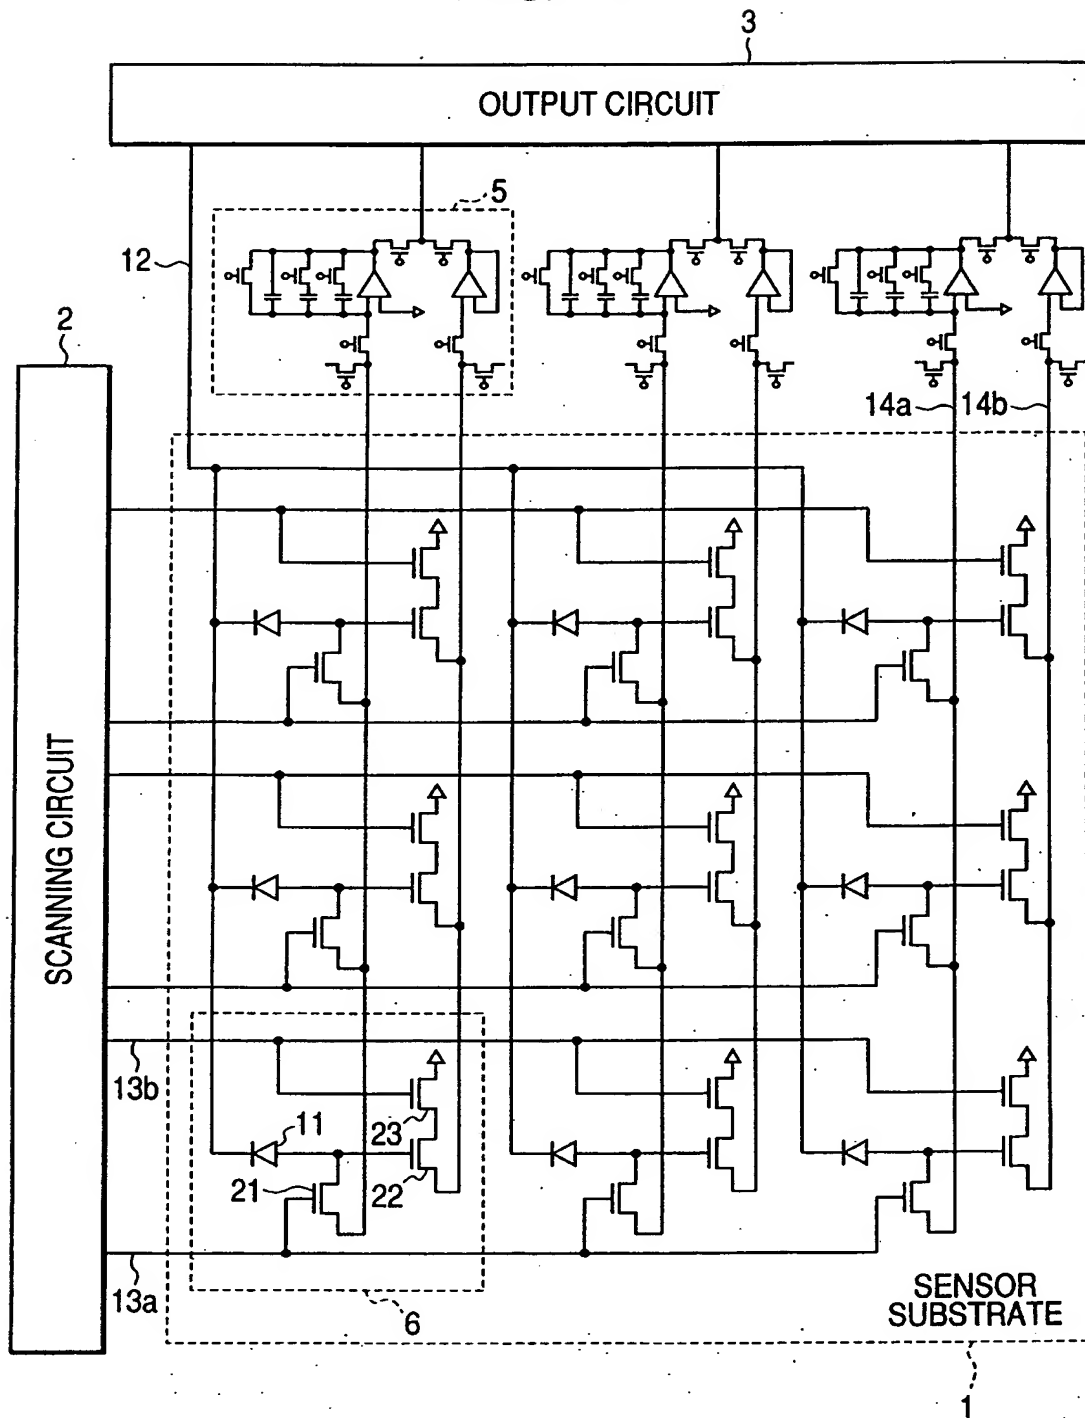 3
OUTPUT CIRCUIT
5
12
2
14a
14b
SCANNING CIRCUIT
13b
11
23
21
22
13a
6
SENSOR
SUBSTRATE
1